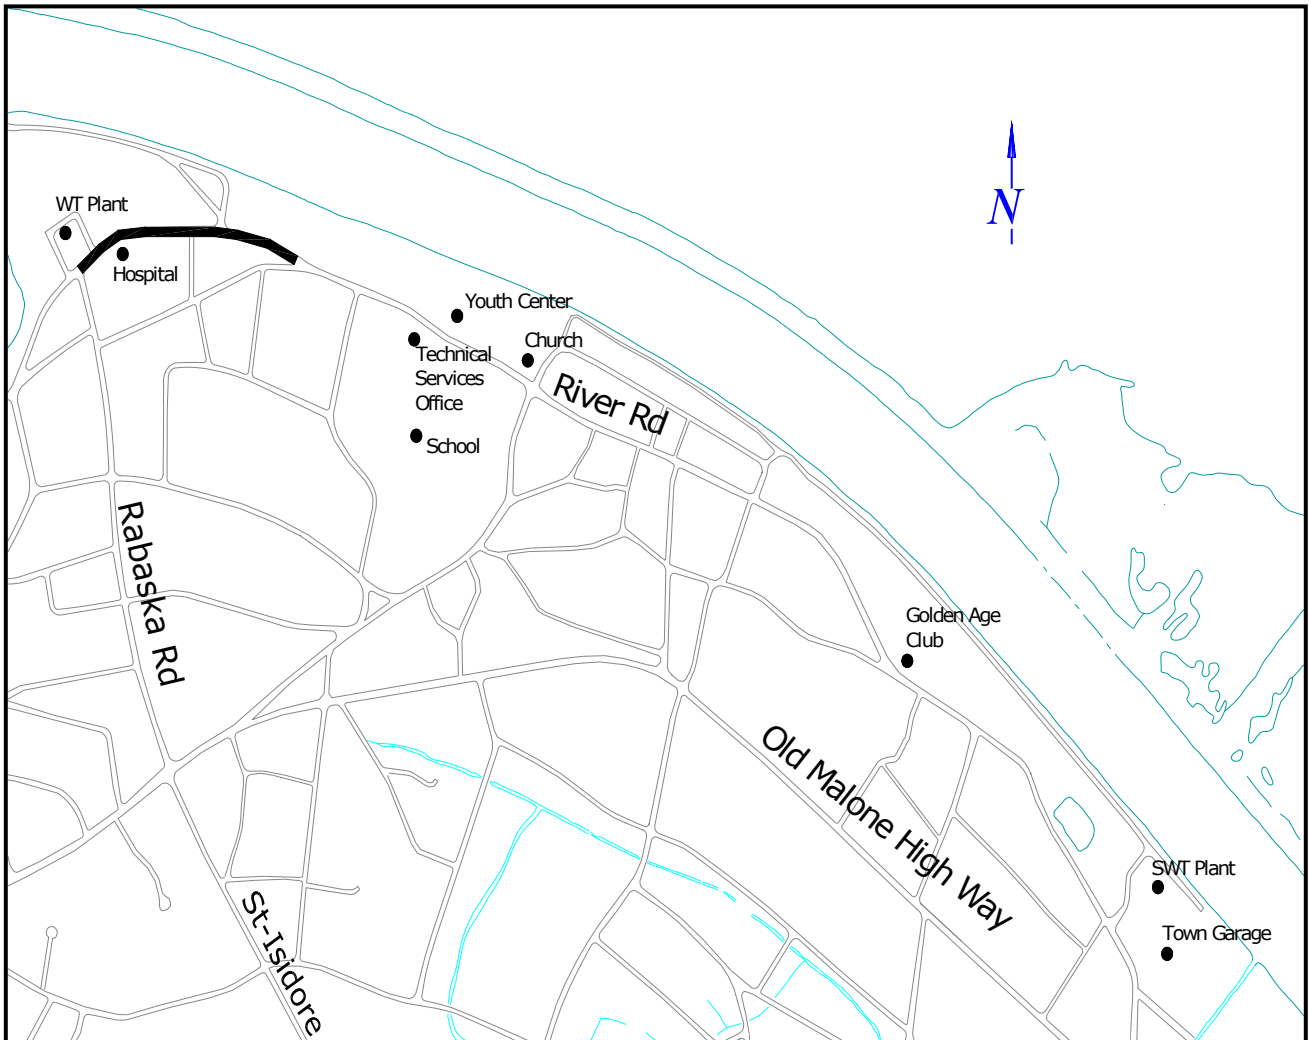 N
WT Plant
Hospital
Youth Center
Church
Technical
Services
Office
River Rd
School
Rabaska Rd
Golden Age
Club
Old Malone High Way
SWT Plant
St-Isidore
Town Garage